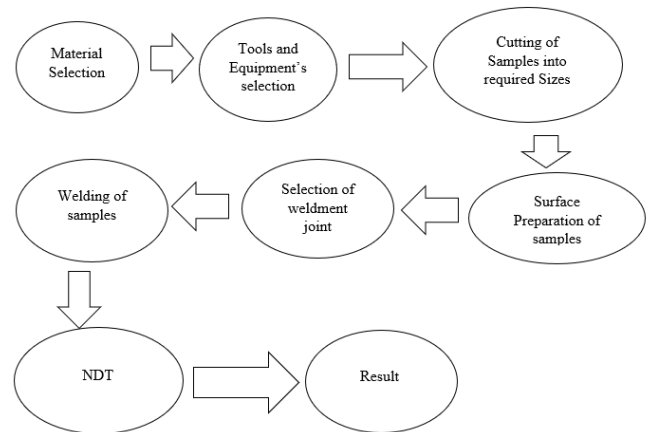 Material
Selection
Tools and
Equipment's
selection
Cutting of
Samples into
required Sizes
Surface
Preparation of
samples
Selection of
weldment
joint
Welding of
samples
NDT
Result